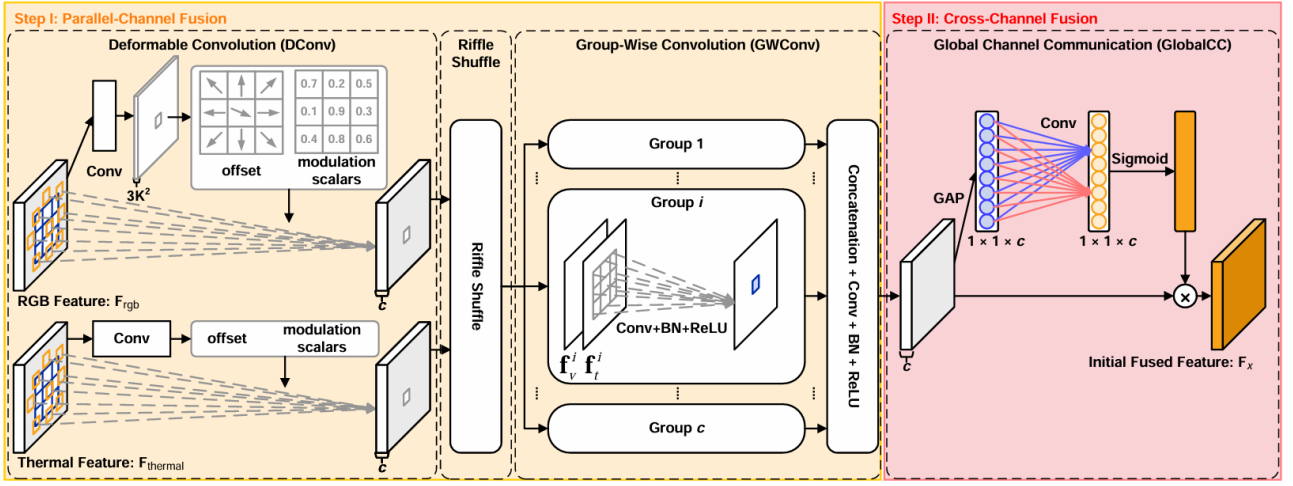 Step I: Parallel-Channel Fusion
Deformable Convolution (DConv)
Conv
3K²
0.7 0.2 0.5
0.1 0.9 0.3
0.4 0.8 0.6
offset
modulation
scalars
c
RGB Feature: F_rgb
Conv
offset
modulation
scalars
c
Thermal Feature: F_thermal
Riffle
Shuffle
Riffle Shuffle
Group-Wise Convolution (GWConv)
Group 1
Group i
Conv+BN+ReLU
f_v^i f_t^i
Group c
Concatenation + Conv + BN + ReLU
Step II: Cross-Channel Fusion
Global Channel Communication (GlobalCC)
Conv
Sigmoid
GAP
1 × 1 × c
1 × 1 × c
×
c
Initial Fused Feature: F_x